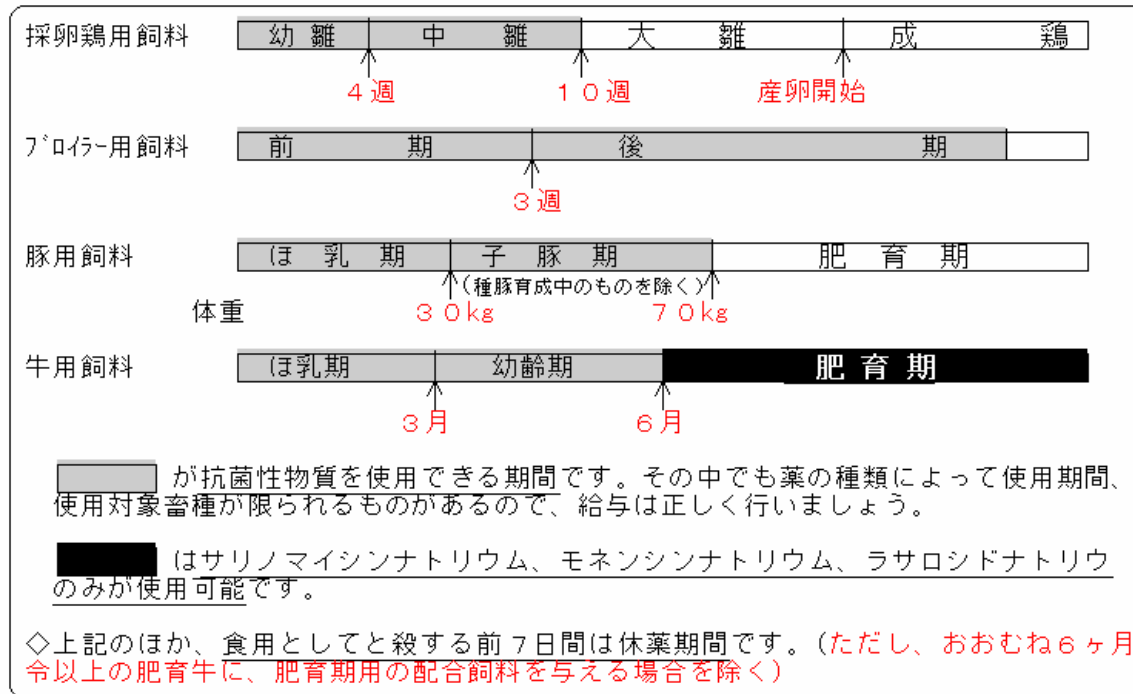 採卵鶏用飼料 幼雛 中雛 大雛 成鶏
4週 10週 産卵開始
ブロイラー用飼料 前期 後期
3週
豚用飼料 ほ乳期 子豚期 肥育期
(種豚育成中のものを除く)
体重 30kg 70kg
牛用飼料 ほ乳期 幼齢期 肥育期
3月 6月
が抗菌性物質を使用できる期間です。その中でも薬の種類によって使用期間、
使用対象畜種が限られるものがあるので、給与は正しく行いましょう。
はサリノマイシンナトリウム、モネンシンナトリウム、ラサロシドナトリウ
のみが使用可能です。
◇上記のほか、食用としてと殺する前7日間は休薬期間です。(ただし、おおむね6ヶ月
令以上の肥育牛に、肥育期用の配合飼料を与える場合を除く)